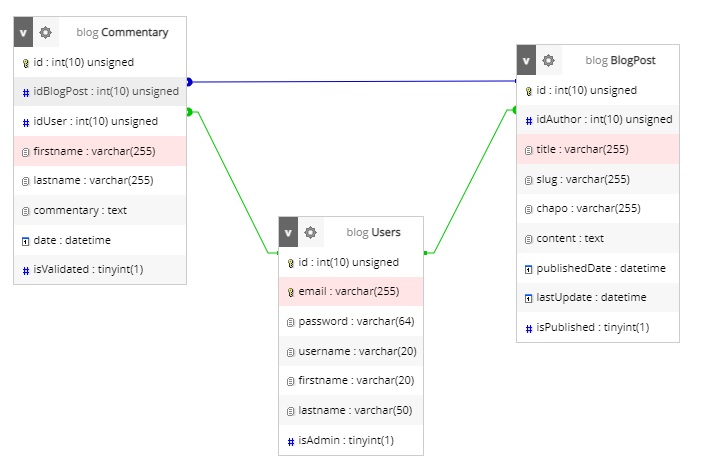 v blog Commentary
id : int(10) unsigned
# idBlogPost : int(10) unsigned
# idUser : int(10) unsigned
firstname : varchar(255)
lastname : varchar(255)
commentary : text
date : datetime
# isValidated : tinyint(1)
v blog Users
id : int(10) unsigned
email : varchar(255)
password : varchar(64)
username : varchar(20)
firstname : varchar(20)
lastname : varchar(50)
# isAdmin : tinyint(1)
v blog BlogPost
id : int(10) unsigned
# idAuthor : int(10) unsigned
title : varchar(255)
slug : varchar(255)
chapo : varchar(255)
content : text
publishedDate : datetime
lastUpdate : datetime
# isPublished : tinyint(1)